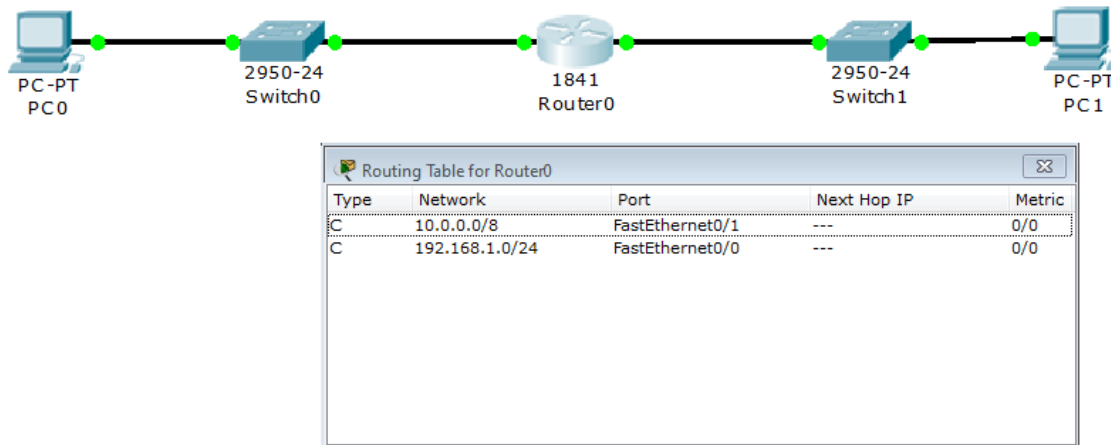 PC-PT
PC0
2950-24
Switch0
1841
Router0
2950-24
Switch1
PC-PT
PC1
Routing Table for Router0
Type Network Port Next Hop IP Metric
C 10.0.0.0/8 FastEthernet0/1 --- 0/0
C 192.168.1.0/24 FastEthernet0/0 --- 0/0